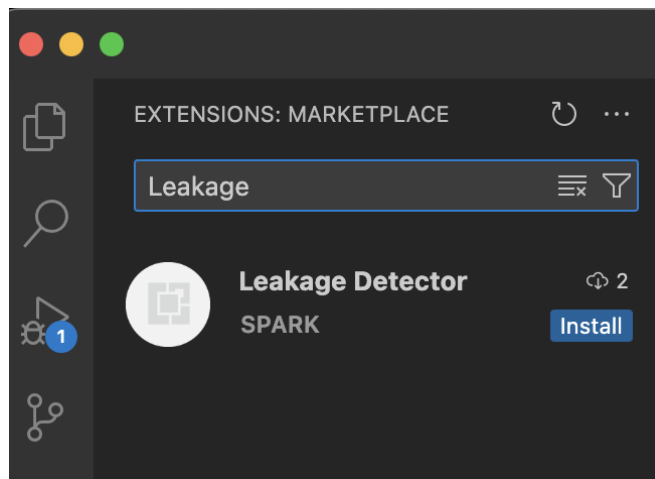 EXTENSIONS: MARKETPLACE
Leakage
Leakage Detector
2
SPARK
Install
1